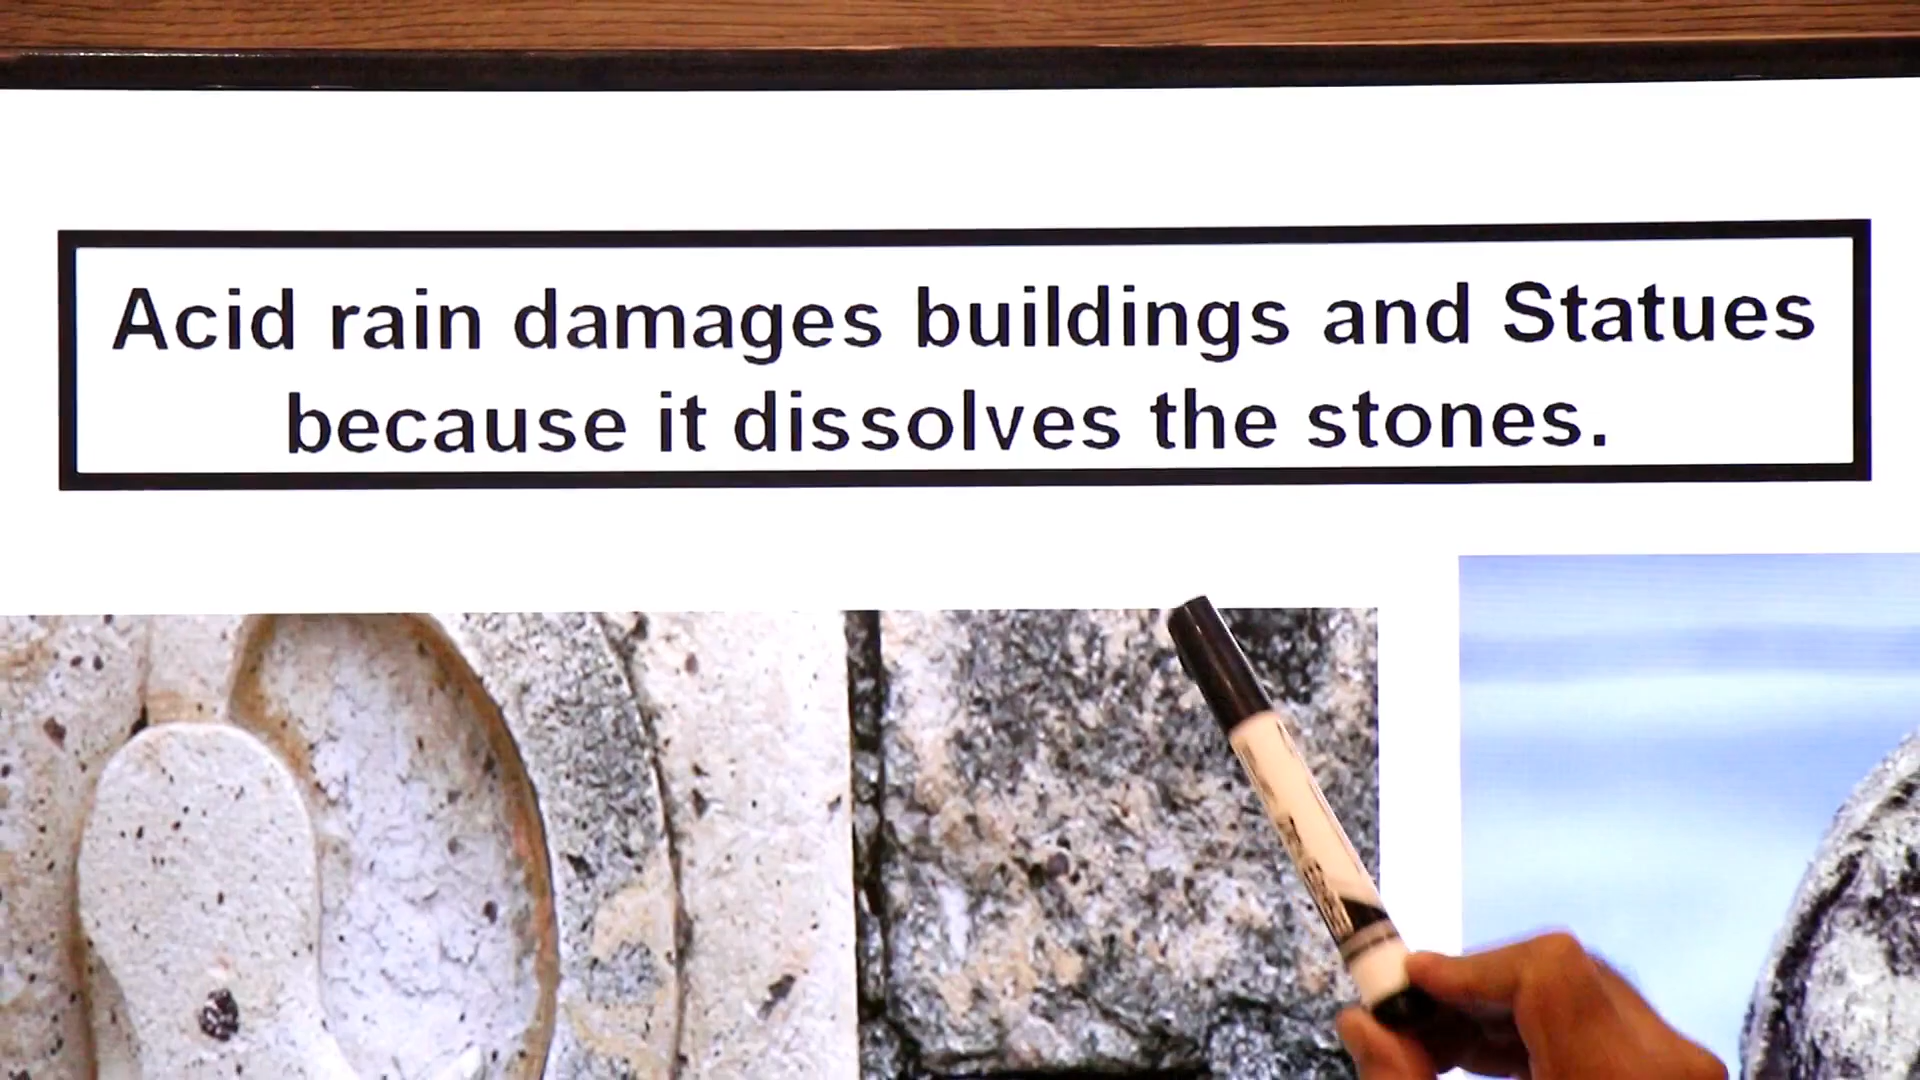 Acid rain damages buildings and Statues
because it dissolves the stones.